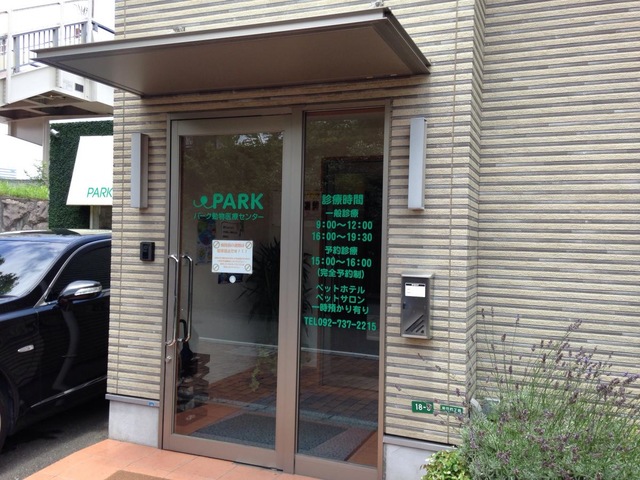 PARK
PARK
パーク動物医療センター
診療時間
一般診療
9:00～12:00
16:00～19:30
予約診療
15:00～16:00
(完全予約制)
ペットホテル
ペットサロン
一時預かり有り
TEL092-737-2215